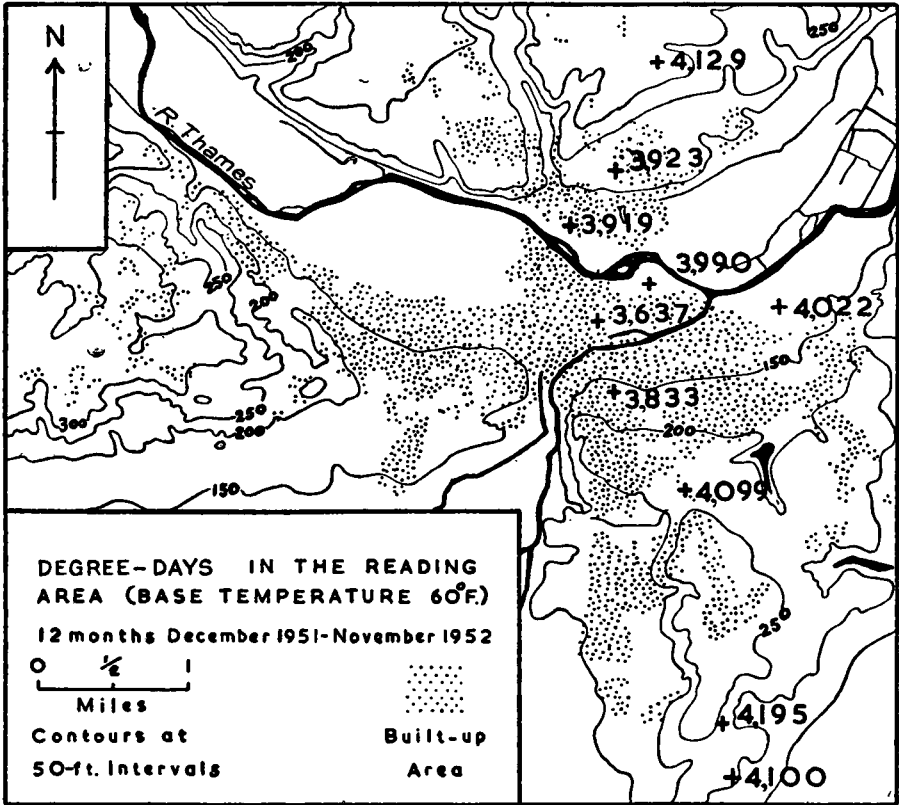 N
R. Thames
200
250
+4,129
+3,923
+3,919
+3,990
+3,637
+4,022
250
200
150
+3,833
200
300
250
200
150
+4,099
250
+4,195
+4,100
DEGREE-DAYS IN THE READING
AREA (BASE TEMPERATURE 60°F.)
12 months December 1951-November 1952
0 ½ 1
Miles
Contours at
50-ft. Intervals
Built-up
Area